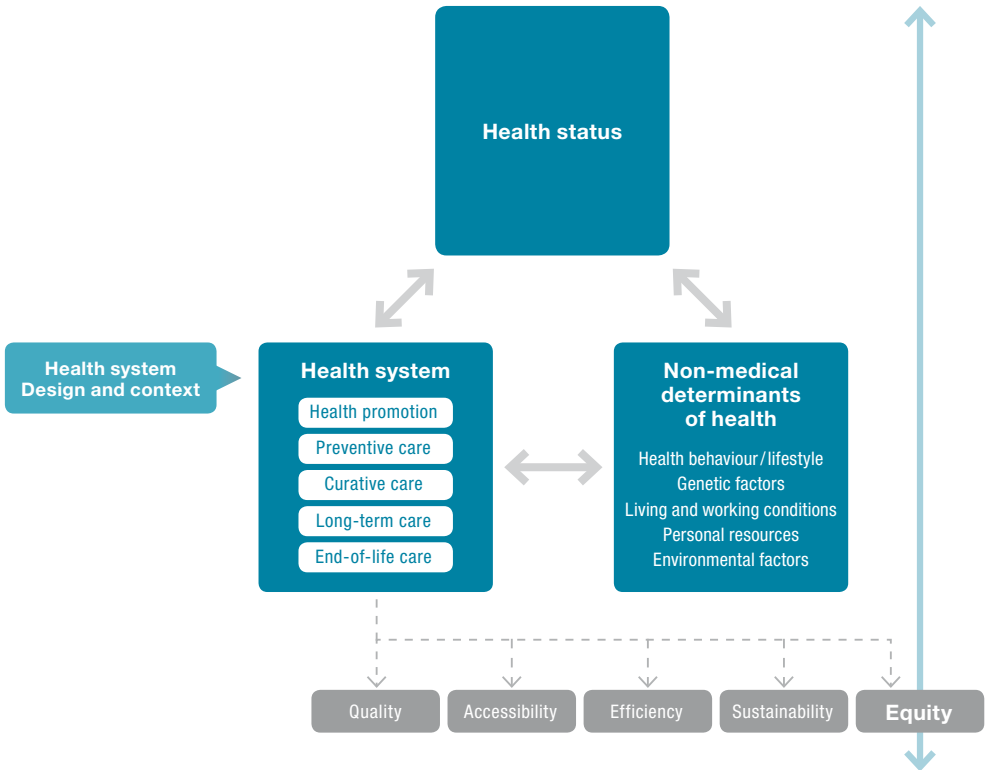 Health status
Health system
Design and context
Health system
Health promotion
Preventive care
Curative care
Long-term care
End-of-life care
Non-medical
determinants
of health
Health behaviour/lifestyle
Genetic factors
Living and working conditions
Personal resources
Environmental factors
Quality
Accessibility
Efficiency
Sustainability
Equity